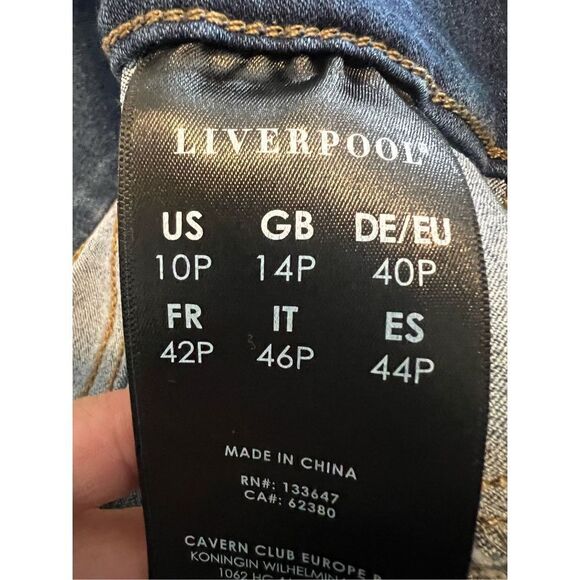 LIVERPOOL®
US GB DE/EU
10P 14P 40P
FR IT ES
42P 46P 44P
MADE IN CHINA
RN#: 133647
CA#: 62380
CAVERN CLUB EUROPE
KONINGIN
1062